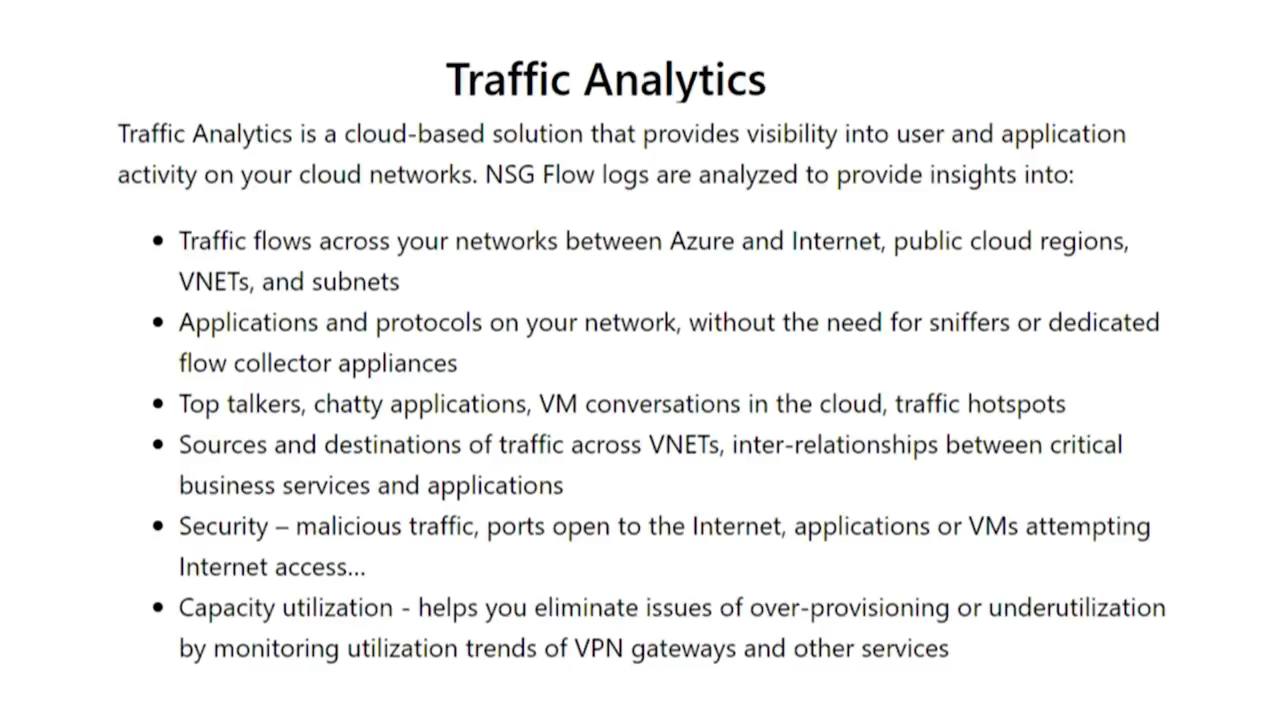 Traffic Analytics
Traffic Analytics is a cloud-based solution that provides visibility into user and application
activity on your cloud networks. NSG Flow logs are analyzed to provide insights into:
• Traffic flows across your networks between Azure and Internet, public cloud regions,
VNETs, and subnets
• Applications and protocols on your network, without the need for sniffers or dedicated
flow collector appliances
• Top talkers, chatty applications, VM conversations in the cloud, traffic hotspots
• Sources and destinations of traffic across VNETs, inter-relationships between critical
business services and applications
• Security – malicious traffic, ports open to the Internet, applications or VMs attempting
Internet access...
• Capacity utilization - helps you eliminate issues of over-provisioning or underutilization
by monitoring utilization trends of VPN gateways and other services